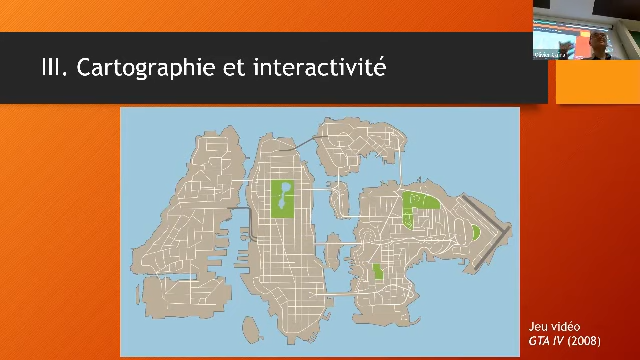 III. Cartographie et interactivité
Jeu vidéo
GTA IV (2008)